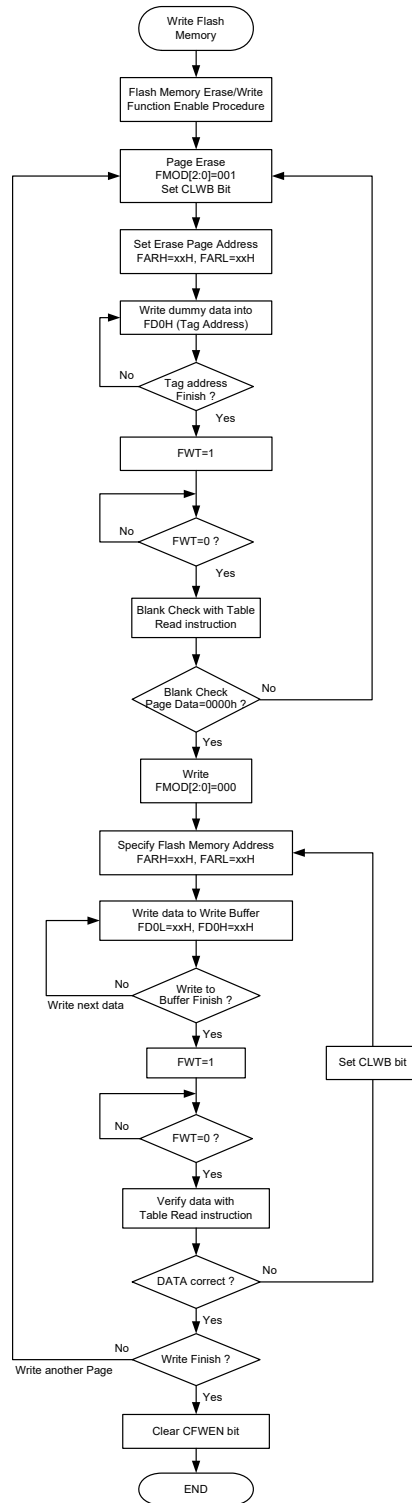 Write Flash
Memory
Flash Memory Erase/Write
Function Enable Procedure
Page Erase
FMOD[2:0]=001
Set CLWB Bit
Set Erase Page Address
FARH=xxH, FARL=xxH
Write dummy data into
FD0H (Tag Address)
No
Tag address
Finish ?
Yes
FWT=1
No
FWT=0 ?
Yes
Blank Check with Table
Read instruction
No
Blank Check
Page Data=0000h ?
Yes
Write
FMOD[2:0]=000
Specify Flash Memory Address
FARH=xxH, FARL=xxH
Write data to Write Buffer
FD0L=xxH, FD0H=xxH
No
Write to
Buffer Finish ?
Write next data
Yes
FWT=1
Set CLWB bit
No
FWT=0 ?
Yes
Verify data with
Table Read instruction
No
DATA correct ?
Yes
No
Write Finish ?
Write another Page
Yes
Clear CFWEN bit
END